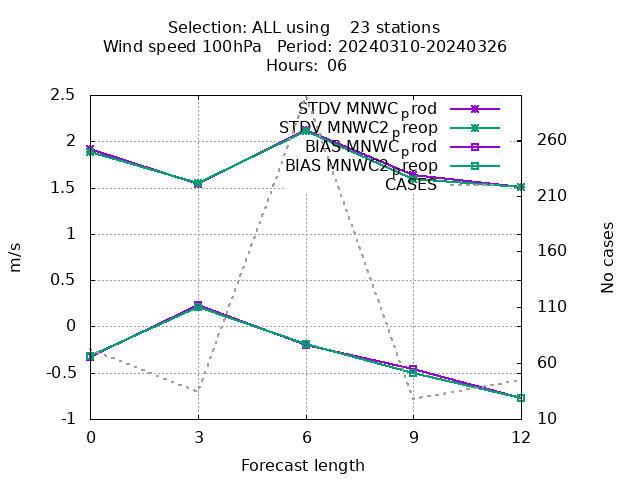 Selection: ALL using 23 stations
Wind speed 100hPa Period: 20240310-20240326
Hours: 06
STDV MNWC_prod
STDV MNWC2_preop
BIAS MNWC_prod
BIAS MNWC2_preop
CASES
2.5
2
1.5
1
0.5
0
-0.5
-1
m/s
260
210
160
110
60
10
No cases
0 3 6 9 12
Forecast length